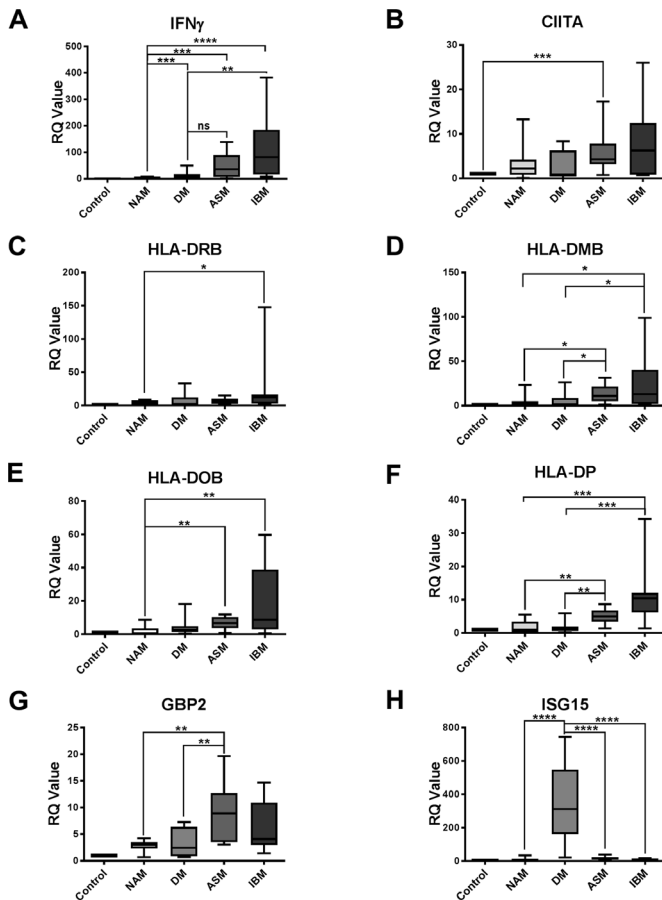 A
IFNγ
RQ Value
500
400
300
200
100
0
****
***
***
**
ns
Control
NAM
DM
ASM
IBM
B
CIITA
RQ Value
30
20
10
0
***
Control
NAM
DM
ASM
IBM
C
HLA-DRB
RQ Value
200
150
100
50
0
*
Control
NAM
DM
ASM
IBM
D
HLA-DMB
RQ Value
150
100
50
0
*
*
*
*
Control
NAM
DM
ASM
IBM
E
HLA-DOB
RQ Value
80
60
40
20
0
**
**
Control
NAM
DM
ASM
IBM
F
HLA-DP
RQ Value
40
30
20
10
0
***
***
**
**
Control
NAM
DM
ASM
IBM
G
GBP2
RQ Value
25
20
15
10
5
0
**
**
Control
NAM
DM
ASM
IBM
H
ISG15
RQ Value
800
600
400
200
0
****
****
****
Control
NAM
DM
ASM
IBM